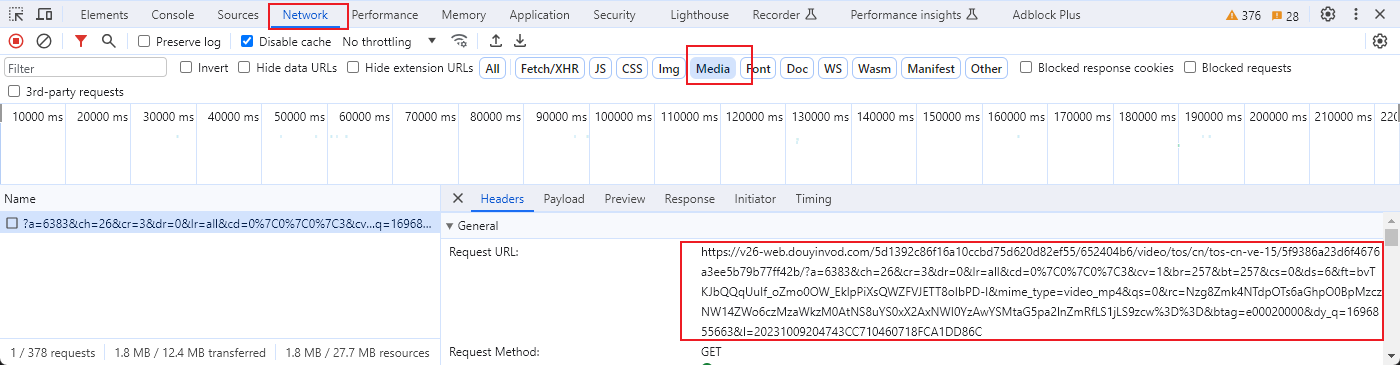 Elements Console Sources Network Performance Memory Application Security Lighthouse Recorder Performance insights Adblock Plus 376 28
Preserve log Disable cache No throttling
Filter Invert Hide data URLs Hide extension URLs All Fetch/XHR JS CSS Img Media Font Doc WS Wasm Manifest Other Blocked response cookies Blocked requests
3rd-party requests
10000 ms 20000 ms 30000 ms 40000 ms 50000 ms 60000 ms 70000 ms 80000 ms 90000 ms 100000 ms 110000 ms 120000 ms 130000 ms 140000 ms 150000 ms 160000 ms 170000 ms 180000 ms 190000 ms 200000 ms 210000 ms 220
Name Headers Payload Preview Response Initiator Timing
?a=6383&ch=26&cr=3&dr=0&lr=all&cd=0%7C0%7C0%7C3&cv...q=16968... General
Request URL: https://v26-web.douyinvod.com/5d1392c86f16a10ccbd75d620d82ef55/652404b6/video/tos/cn/tos-cn-ve-15/5f9386a23d6f4676
a3ee5b79b77ff42b/?a=6383&ch=26&cr=3&dr=0&lr=all&cd=0%7C0%7C0%7C3&cv=1&br=257&bt=257&cs=0&ds=6&ft=bvT
KJbQQqUuIf_oZmo0OW_EklpPiXsQWZFVJETT8oIbPD-I&mime_type=video_mp4&qs=0&rc=Nzg8Zmk4NTdpOTs6aGhpO0BpMzcz
NW14ZWo6czMzaWkzM0AtNS8uYS0xX2AxNWI0YzAwYSMtaG5pa2InZmRfLS1jLS9zcw%3D%3D&btag=e00020000&dy_q=16968
55663&l=20231009204743CC710460718FCA1DD86C
Request Method: GET
1 / 378 requests 1.8 MB / 12.4 MB transferred 1.8 MB / 27.7 MB resources